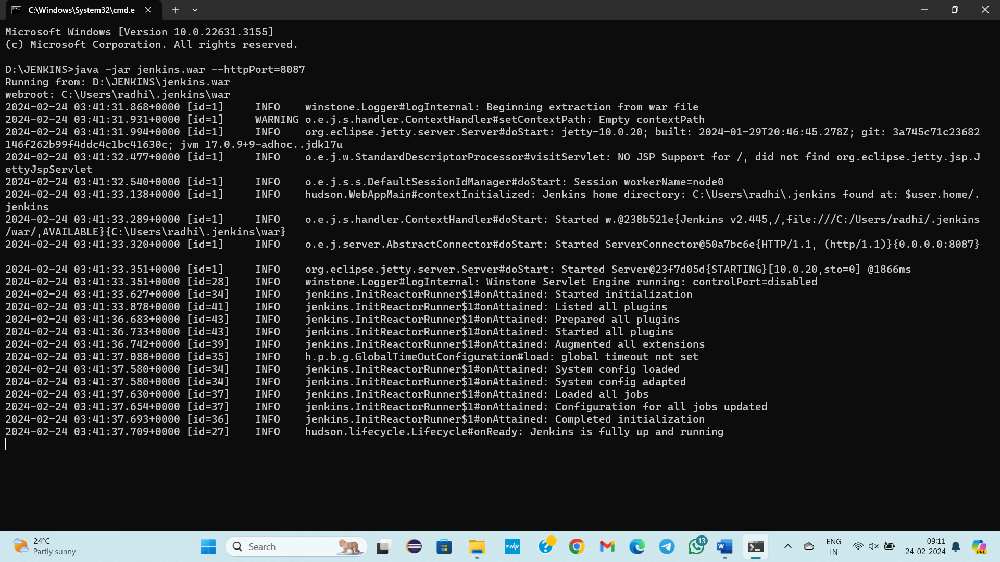 C:\Windows\System32\cmd.e
Microsoft Windows [Version 10.0.22631.3155]
(c) Microsoft Corporation. All rights reserved.
D:\JENKINS>java -jar jenkins.war --httpPort=8087
Running from: D:\JENKINS\jenkins.war
webroot: C:\Users\radhi\.jenkins\war
2024-02-24 03:41:31.868+0000 [id=1]     INFO    winstone.Logger#logInternal: Beginning extraction from war file
2024-02-24 03:41:31.931+0000 [id=1]     WARNING o.e.j.s.handler.ContextHandler#setContextPath: Empty contextPath
2024-02-24 03:41:31.994+0000 [id=1]     INFO    org.eclipse.jetty.server.Server#doStart: jetty-10.0.20; built: 2024-01-29T20:46:45.278Z; git: 3a745c71c23682
146f262b99f4ddc4c1bc41630c; jvm 17.0.9+9-adhoc..jdk17u
2024-02-24 03:41:32.477+0000 [id=1]     INFO    o.e.j.w.StandardDescriptorProcessor#visitServlet: NO JSP Support for /, did not find org.eclipse.jetty.jsp.J
ettyJspServlet
2024-02-24 03:41:32.540+0000 [id=1]     INFO    o.e.j.s.s.DefaultSessionIdManager#doStart: Session workerName=node0
2024-02-24 03:41:33.138+0000 [id=1]     INFO    hudson.WebAppMain#contextInitialized: Jenkins home directory: C:\Users\radhi\.jenkins found at: $user.home/.
jenkins
2024-02-24 03:41:33.289+0000 [id=1]     INFO    o.e.j.s.handler.ContextHandler#doStart: Started w.@238b521e{Jenkins v2.445,/,file:///C:/Users/radhi/.jenkins
/war/,AVAILABLE}{C:\Users\radhi\.jenkins\war}
2024-02-24 03:41:33.320+0000 [id=1]     INFO    o.e.j.server.AbstractConnector#doStart: Started ServerConnector@50a7bc6e{HTTP/1.1, (http/1.1)}{0.0.0.0:8087}
2024-02-24 03:41:33.351+0000 [id=1]     INFO    org.eclipse.jetty.server.Server#doStart: Started Server@23f7d05d{STARTING}[10.0.20,sto=0] @1866ms
2024-02-24 03:41:33.351+0000 [id=28]    INFO    winstone.Logger#logInternal: Winstone Servlet Engine running: controlPort=disabled
2024-02-24 03:41:33.627+0000 [id=34]    INFO    jenkins.InitReactorRunner$1#onAttained: Started initialization
2024-02-24 03:41:33.878+0000 [id=41]    INFO    jenkins.InitReactorRunner$1#onAttained: Listed all plugins
2024-02-24 03:41:36.683+0000 [id=43]    INFO    jenkins.InitReactorRunner$1#onAttained: Prepared all plugins
2024-02-24 03:41:36.733+0000 [id=43]    INFO    jenkins.InitReactorRunner$1#onAttained: Started all plugins
2024-02-24 03:41:36.742+0000 [id=39]    INFO    jenkins.InitReactorRunner$1#onAttained: Augmented all extensions
2024-02-24 03:41:37.088+0000 [id=35]    INFO    h.p.b.g.GlobalTimeOutConfiguration#load: global timeout not set
2024-02-24 03:41:37.580+0000 [id=34]    INFO    jenkins.InitReactorRunner$1#onAttained: System config loaded
2024-02-24 03:41:37.580+0000 [id=34]    INFO    jenkins.InitReactorRunner$1#onAttained: System config adapted
2024-02-24 03:41:37.630+0000 [id=37]    INFO    jenkins.InitReactorRunner$1#onAttained: Loaded all jobs
2024-02-24 03:41:37.654+0000 [id=37]    INFO    jenkins.InitReactorRunner$1#onAttained: Configuration for all jobs updated
2024-02-24 03:41:37.693+0000 [id=36]    INFO    jenkins.InitReactorRunner$1#onAttained: Completed initialization
2024-02-24 03:41:37.709+0000 [id=27]    INFO    hudson.lifecycle.Lifecycle#onReady: Jenkins is fully up and running
24°C
Partly sunny
Search
myhp
13
ENG
IN
09:11
24-02-2024
PRE